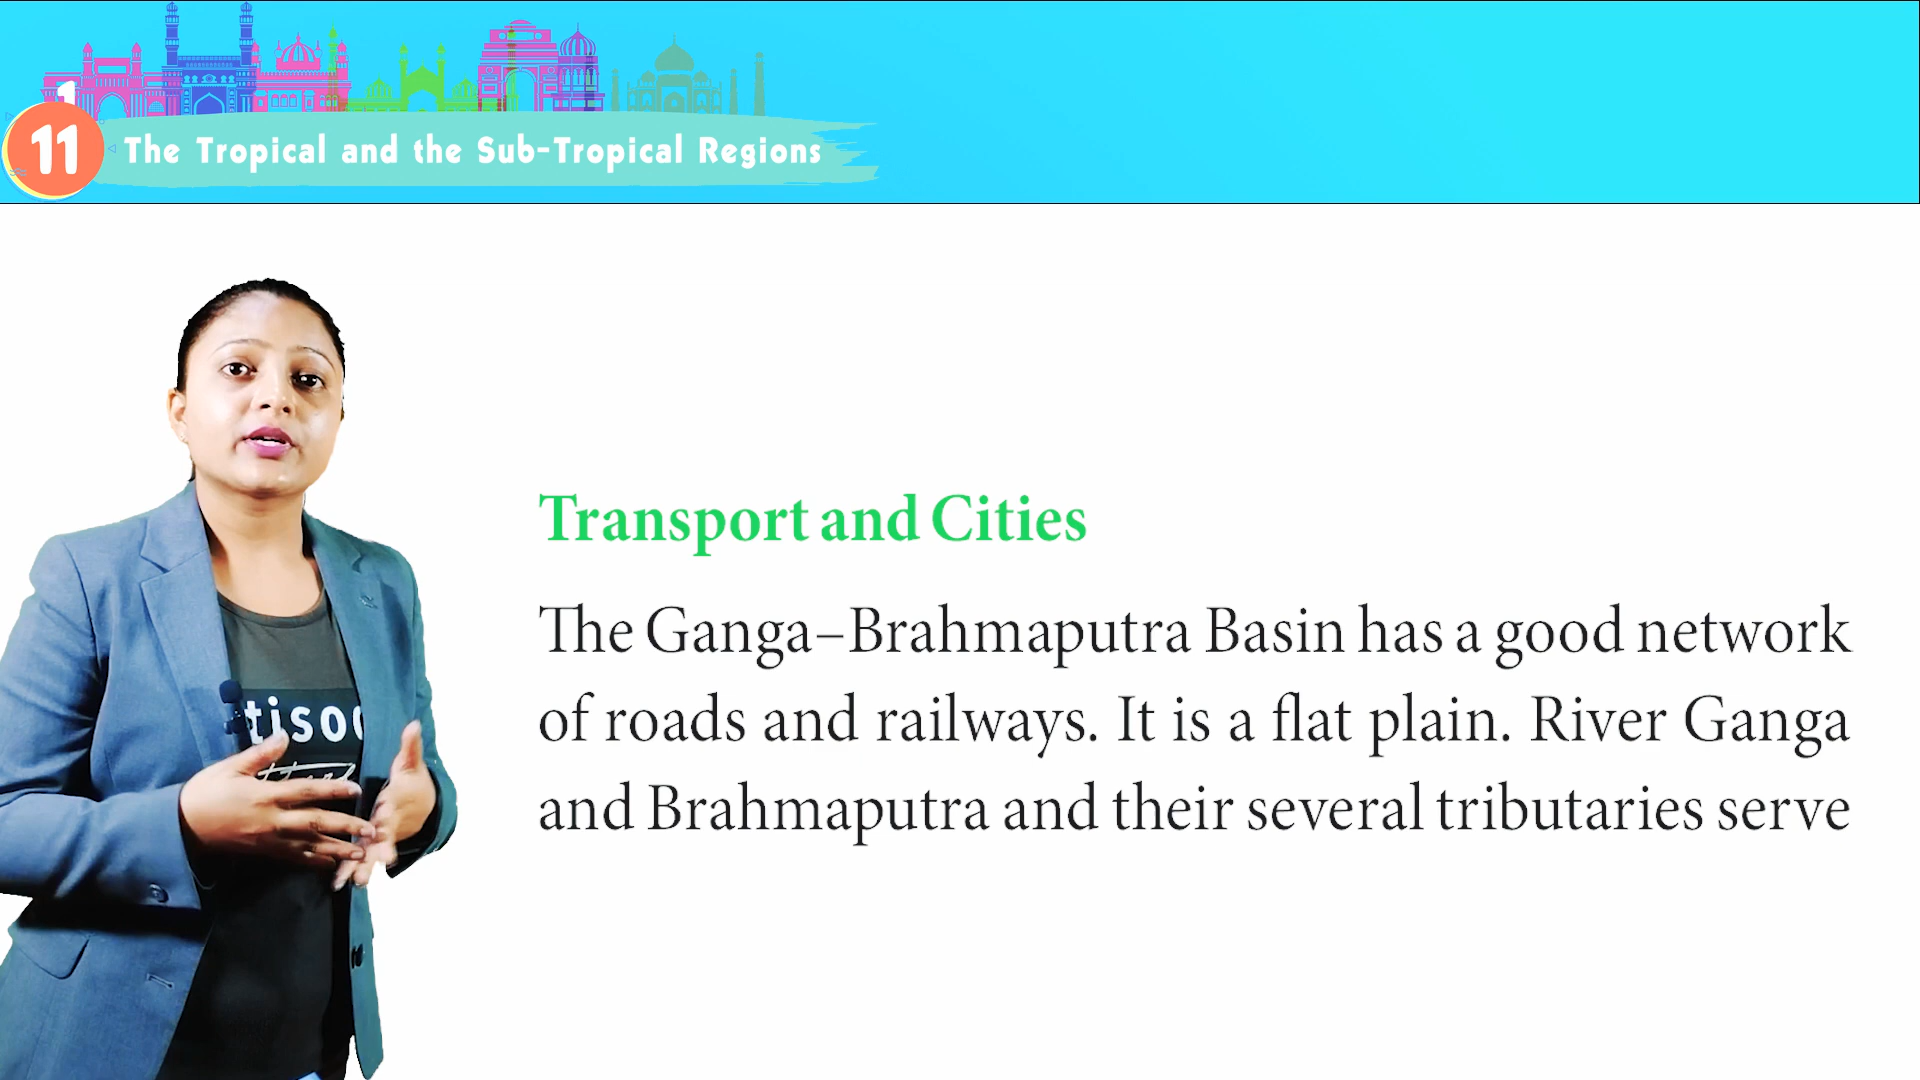 1
11
The Tropical and the Sub-Tropical Regions
Transport and Cities
The Ganga–Brahmaputra Basin has a good network
of roads and railways. It is a flat plain. River Ganga
and Brahmaputra and their several tributaries serve